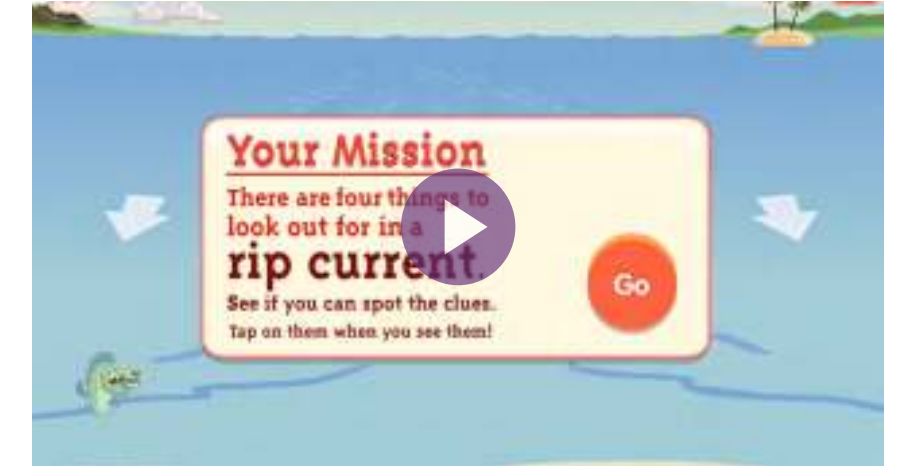 Your Mission
There are four things to
look out for in a
rip current.
See if you can spot the clues.
Tap on them when you see them!
Go